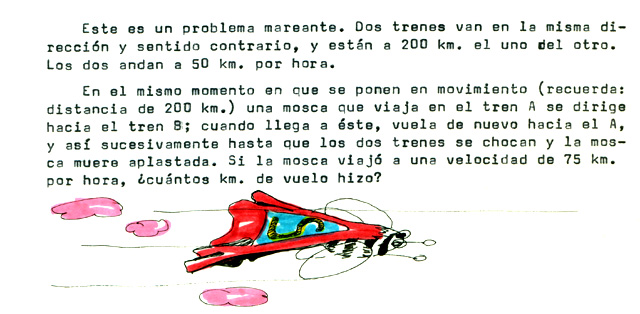 Este es un problema mareante. Dos trenes van en la misma di-
rección y sentido contrario, y están a 200 km. el uno del otro.
Los dos andan a 50 km. por hora.
En el mismo momento en que se ponen en movimiento (recuerda:
distancia de 200 km.) una mosca que viaja en el tren A se dirige
hacia el tren B; cuando llega a éste, vuela de nuevo hacia el A,
y así sucesivamente hasta que los dos trenes se chocan y la mos-
ca muere aplastada. Si la mosca viajó a una velocidad de 75 km.
por hora, ¿cuántos km. de vuelo hizo?